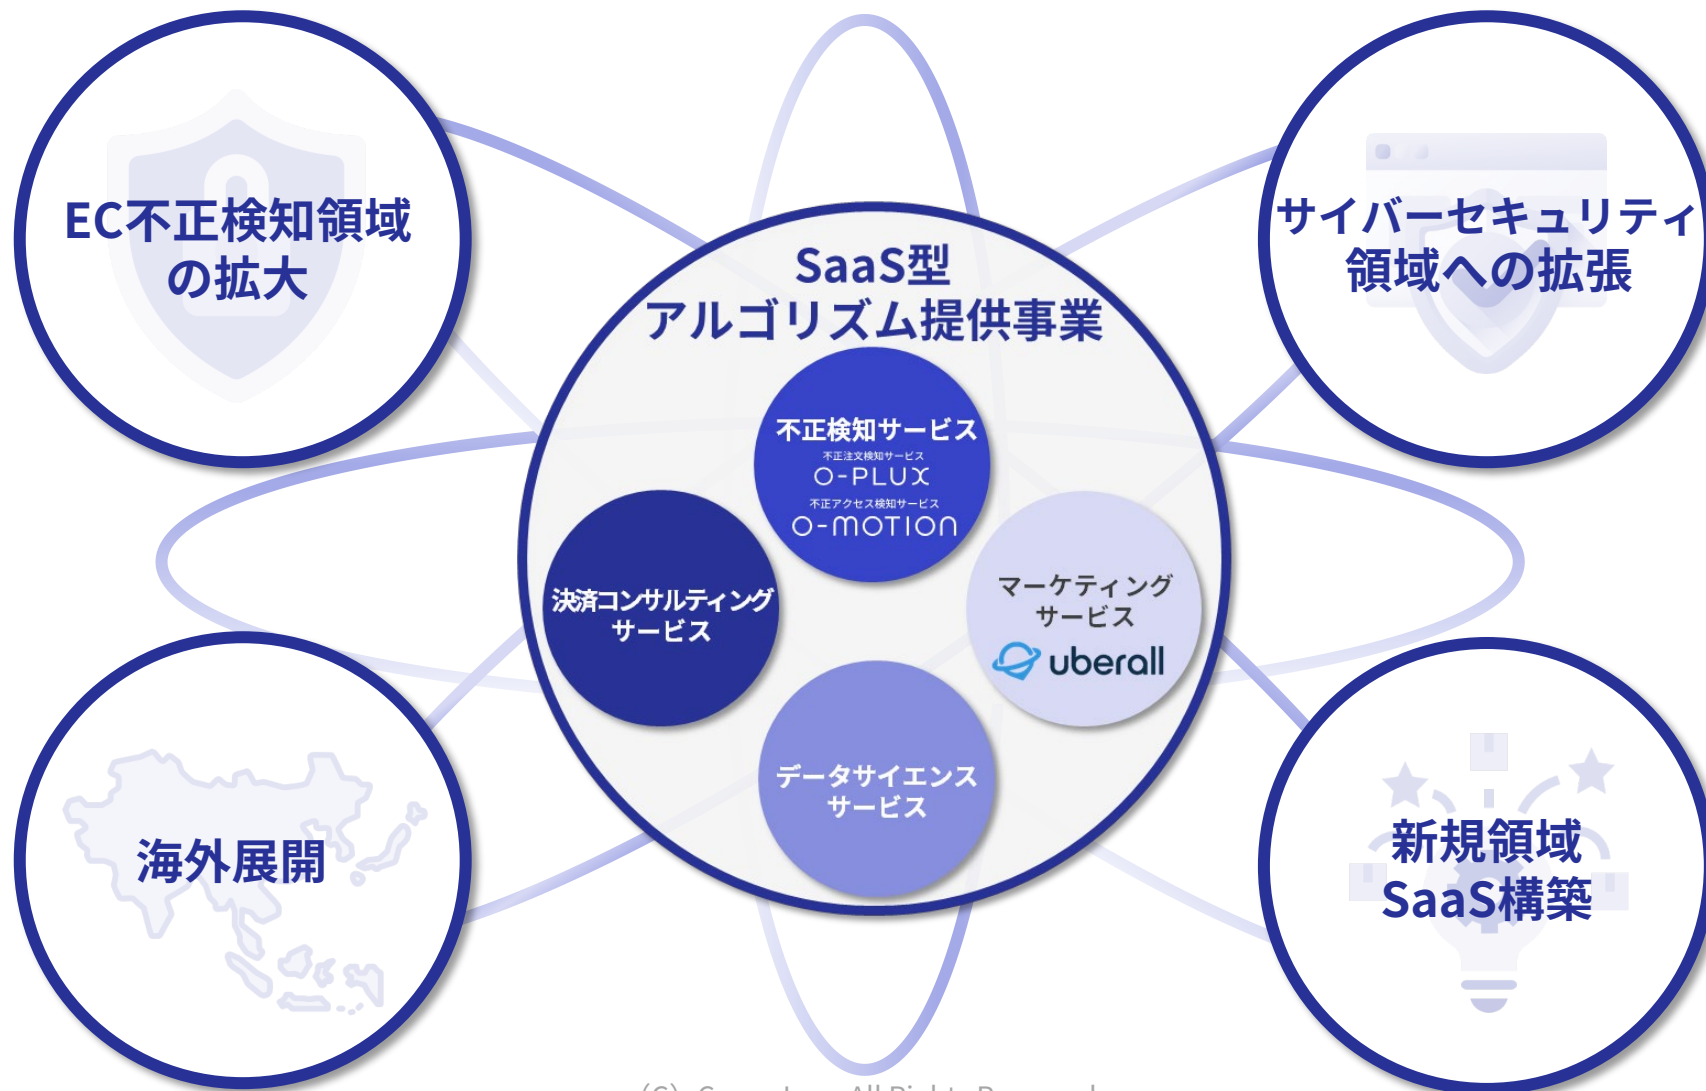 EC不正検知領域
の拡大
サイバーセキュリティ
領域への拡張
SaaS型
アルゴリズム提供事業
不正検知サービス
不正注文検知サービス
O-PLUX
不正アクセス検知サービス
O-MOTION
決済コンサルティング
サービス
マーケティング
サービス
uberall
データサイエンス
サービス
海外展開
新規領域
SaaS構築
All Rights Reserved